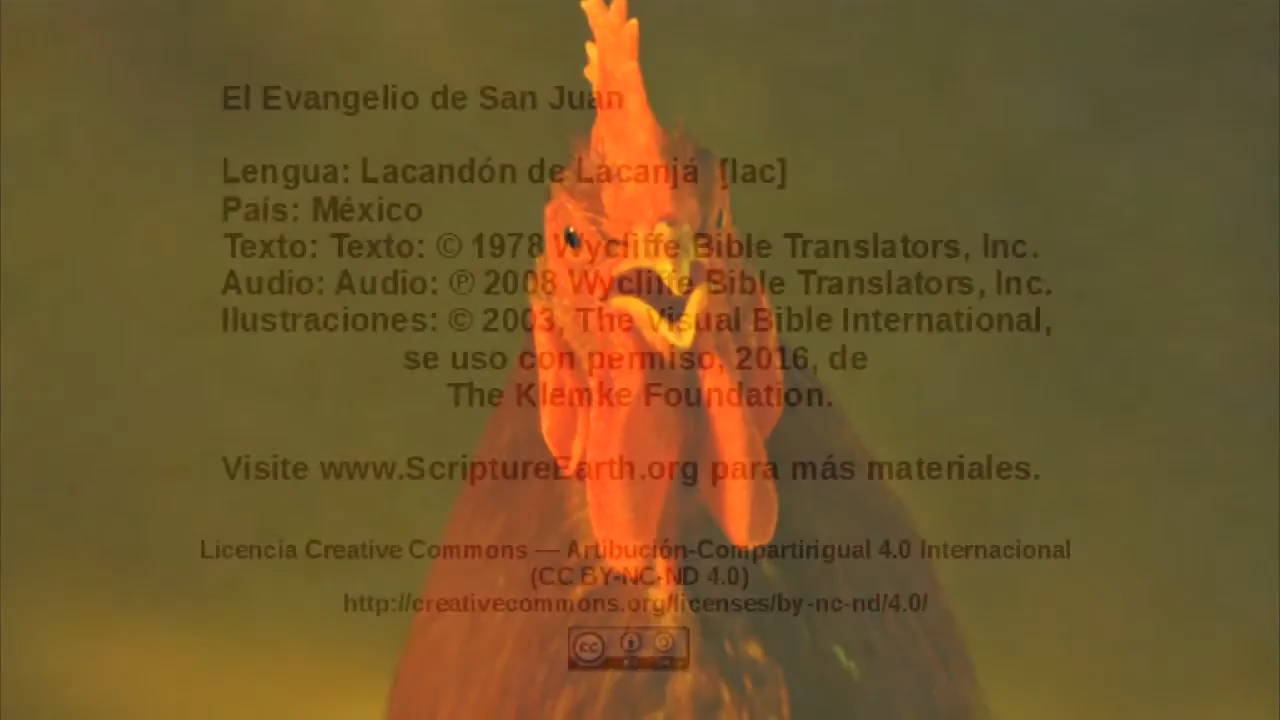 El Evangelio de San Juan
Lengua: Lacandón de Lacanjá [lac]
País: México
Texto: Texto: © 1978 Wycliffe Bible Translators, Inc.
Audio: Audio: ℗ 2008 Wycliffe Bible Translators, Inc.
Ilustraciones: © 2003, The Visual Bible International,
se uso con permiso, 2016, de
The Klemke Foundation.
Visite www.ScriptureEarth.org para más materiales.
Licencia Creative Commons — Artibución-Compartirigual 4.0 Internacional
(CC BY-NC-ND 4.0)
http://creativecommons.org/licenses/by-nc-nd/4.0/
cc